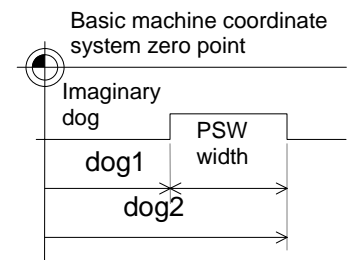 Basic machine coordinate
system zero point
Imaginary
dog
PSW
width
dog1
dog2